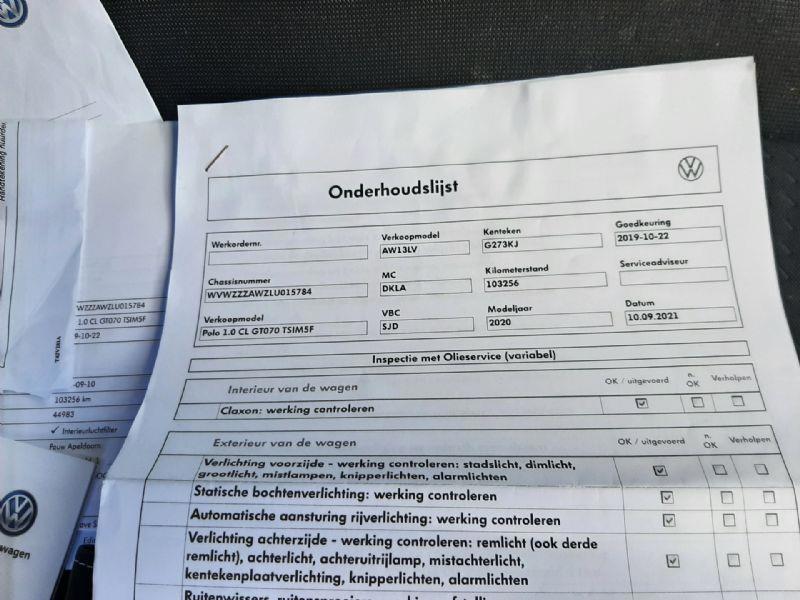 Onderhoudslijst
Werkordernr.
Verkoopmodel
AW13LV
Kenteken
G273KJ
Goedkeuring
2019-10-22
Chassisnummer
WVWZZZAWZLU015784
MC
DKLA
Kilometerstand
103256
Serviceadviseur
Verkoopmodel
Polo 1.0 CL GT070 TSIM5F
VBC
SJD
Modeljaar
2020
Datum
10.09.2021
Inspectie met Olieservice (variabel)
Interieur van de wagen
OK / uitgevoerd
n. OK
Verholpen
Claxon: werking controleren
Exterieur van de wagen
OK / uitgevoerd
n. OK
Verholpen
Verlichting voorzijde - werking controleren: stadslicht, dimlicht,
grootlicht, mistlampen, knipperlichten, alarmlichten
Statische bochtenverlichting: werking controleren
Automatische aansturing rijverlichting: werking controleren
Verlichting achterzijde - werking controleren: remlicht (ook derde
remlicht), achterlicht, achteruitrijlamp, mistachterlicht,
kentekenplaatverlichting, knipperlichten, alarmlichten
Handtekening huurder
WZZZAWZLU015784
1.0 CL GT070 TSIM5F
9-10-22
-09-10
103256 km
44983
Interieurluchtfilter
Pouw Apeldoorn
wagen